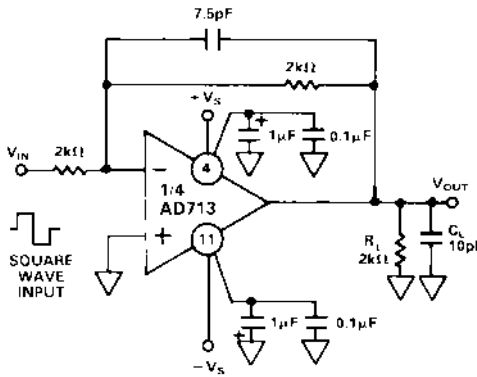 7.5pF
2kΩ
+VS
+
1μF
0.1μF
VIN
2kΩ
−
4
1/4
AD713
+
11
VOUT
RL
2kΩ
CL
10pF
SQUARE
WAVE
INPUT
1μF
0.1μF
+
−VS